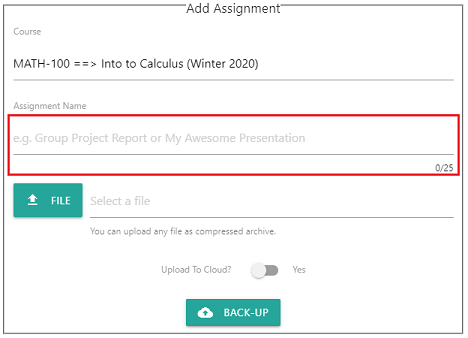 Add Assignment
Course
MATH-100 ==> Into to Calculus (Winter 2020)
Assignment Name
e.g. Group Project Report or My Awesome Presentation
0/25
FILE
Select a file
You can upload any file as compressed archive.
Upload To Cloud? Yes
BACK-UP